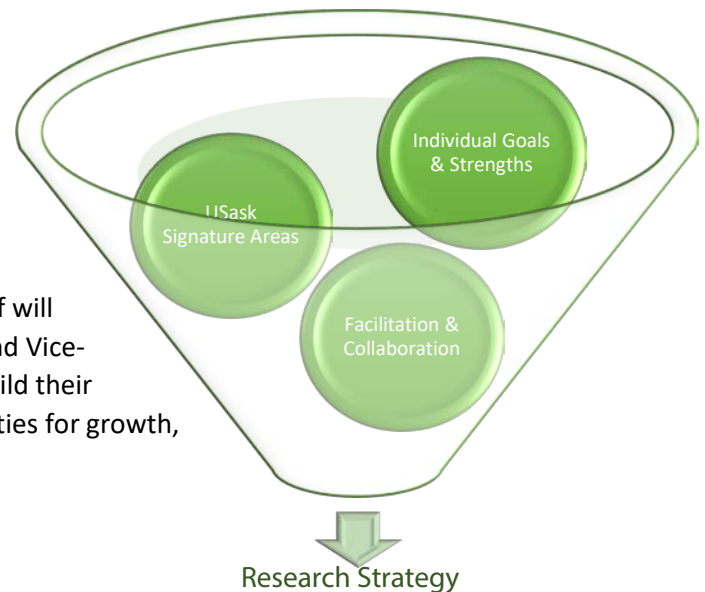 Individual Goals
& Strengths
USask
Signature Areas
Facilitation &
Collaboration
f will
nd Vice-
ild their
ties for growth,
Research Strategy